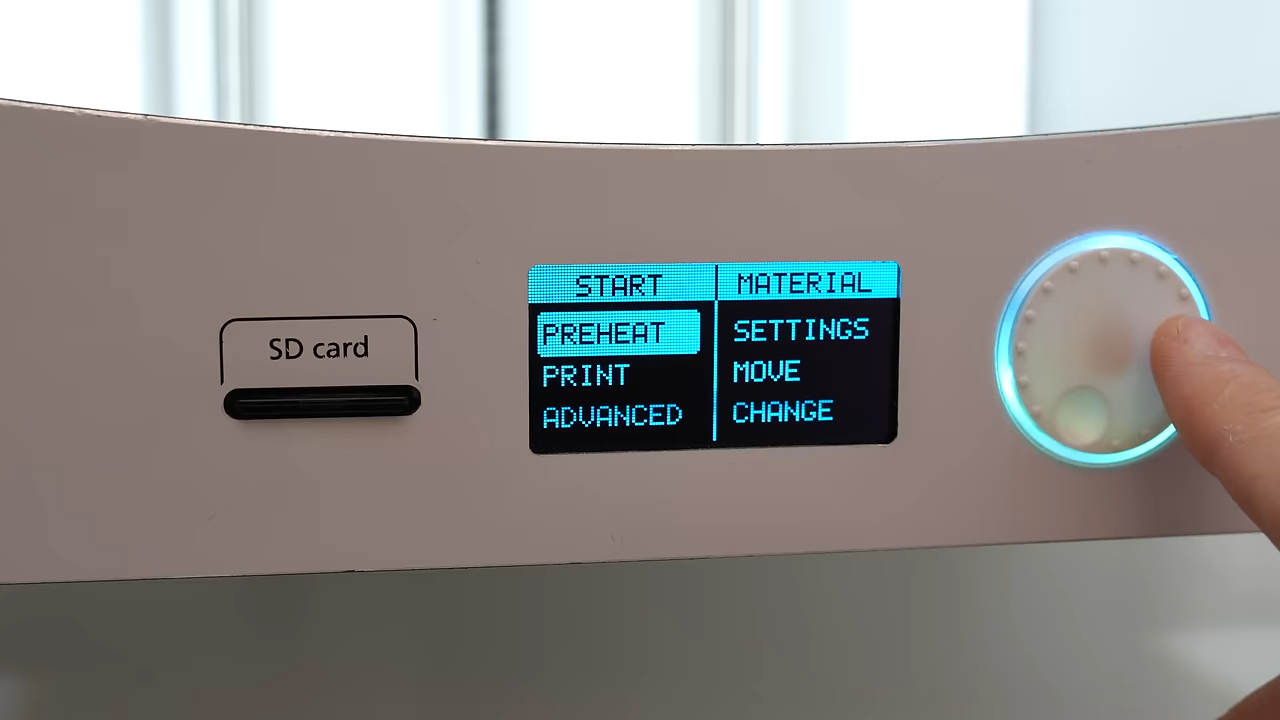 SD card
START
PREHEAT
PRINT
ADVANCED
MATERIAL
SETTINGS
MOVE
CHANGE